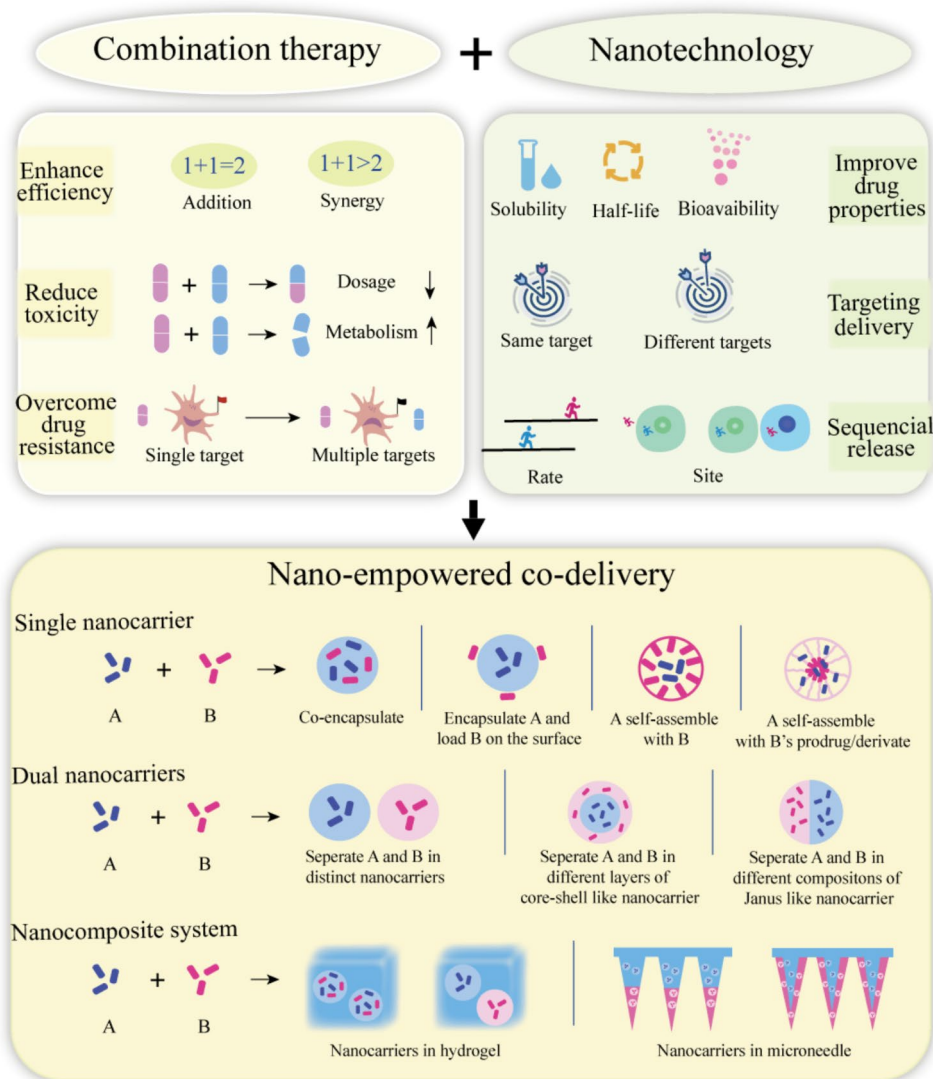 Combination therapy
+
Nanotechnology
Enhance
efficiency
1+1=2
Addition
1+1>2
Synergy
Reduce
toxicity
+
Dosage
+
Metabolism
Overcome
drug
resistance
Single target
Multiple targets
Solubility
Half-life
Bioavaibility
Improve
drug
properties
Same target
Different targets
Targeting
delivery
Rate
Site
Sequencial
release
Nano-empowered co-delivery
Single nanocarrier
+
A
B
Co-encapsulate
Encapsulate A and
load B on the surface
A self-assemble
with B
A self-assemble
with B's prodrug/derivate
Dual nanocarriers
+
A
B
Seperate A and B in
distinct nanocarriers
Seperate A and B in
different layers of
core-shell like nanocarrier
Seperate A and B in
different compositons of
Janus like nanocarrier
Nanocomposite system
+
A
B
Nanocarriers in hydrogel
Nanocarriers in microneedle